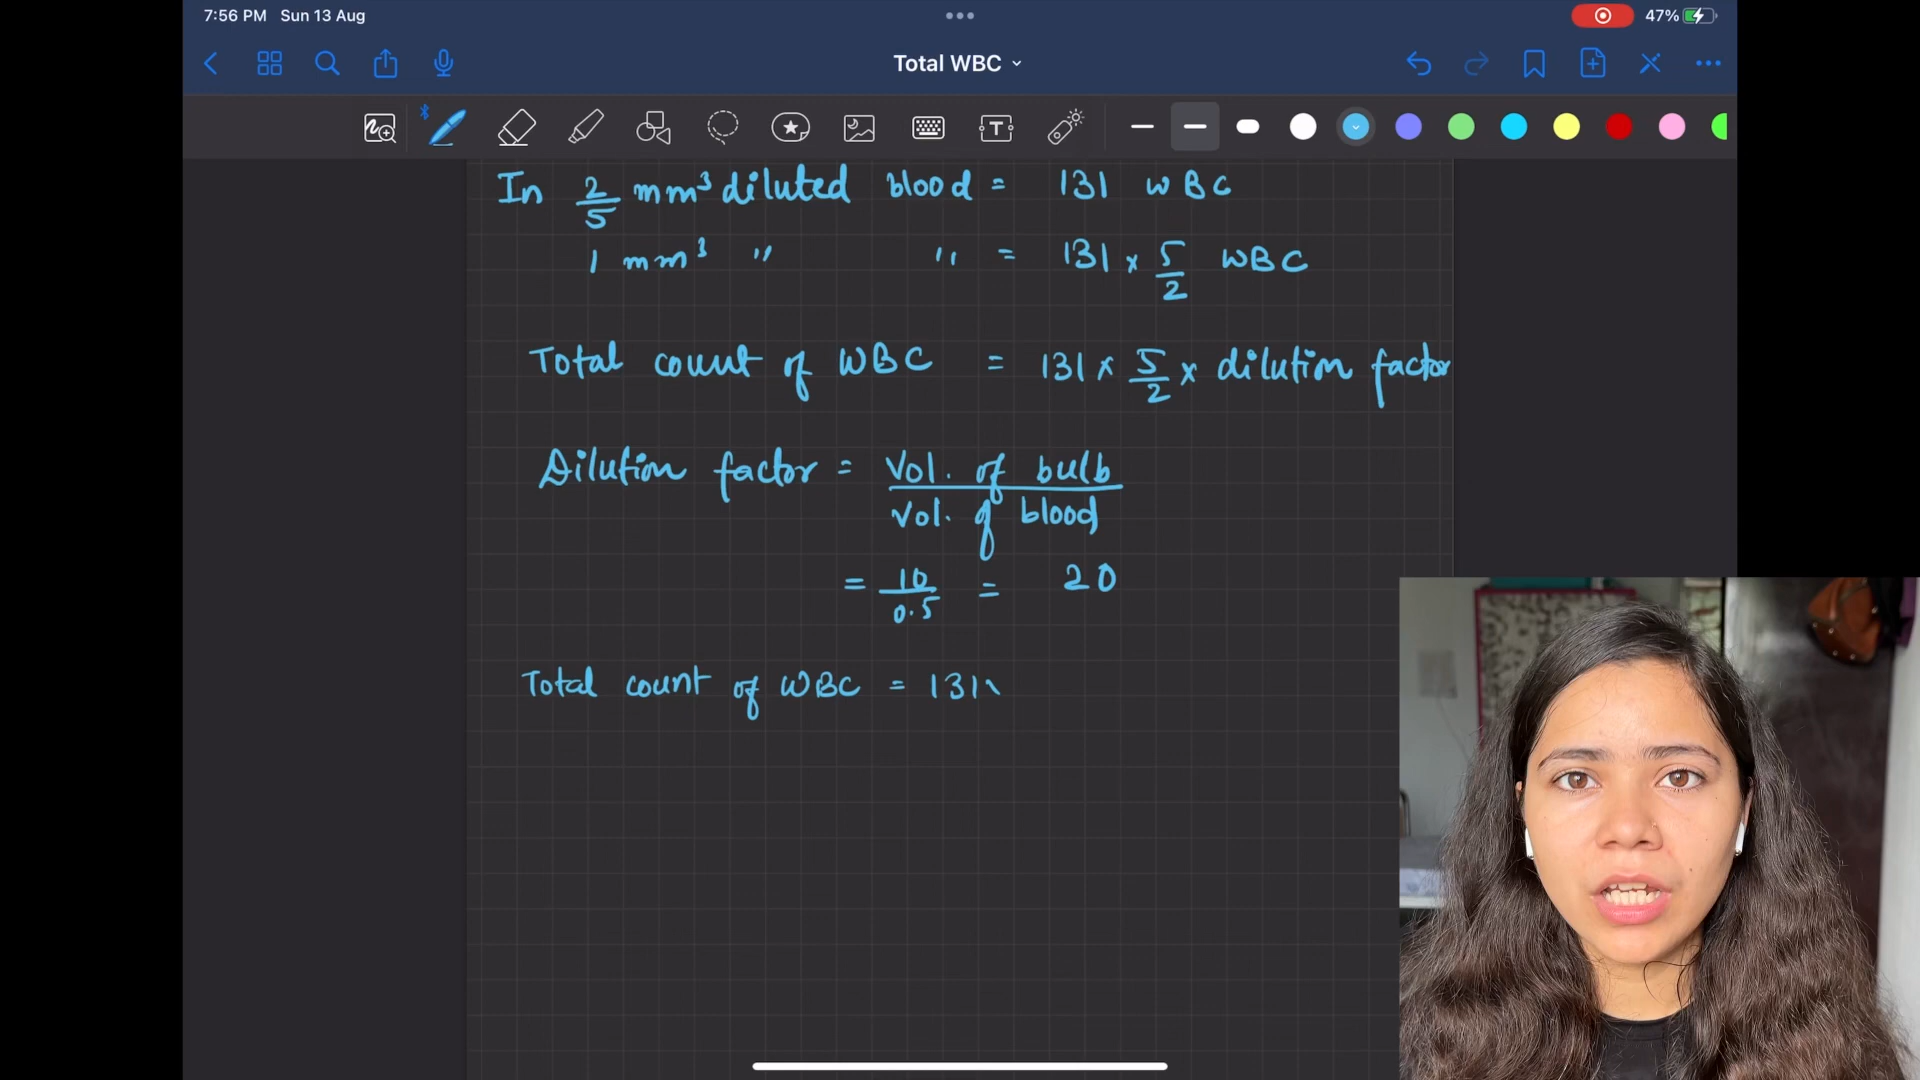 7:56 PM Sun 13 Aug
47%
Total WBC
T
In 2/5 mm³ diluted blood = 131 WBC
1 mm³ " " = 131 × 5/2 WBC
Total count of WBC = 131 × 5/2 × dilution factor
Dilution factor = Vol. of bulb
Vol. of blood
= 10/0.5 = 20
Total count of WBC = 131